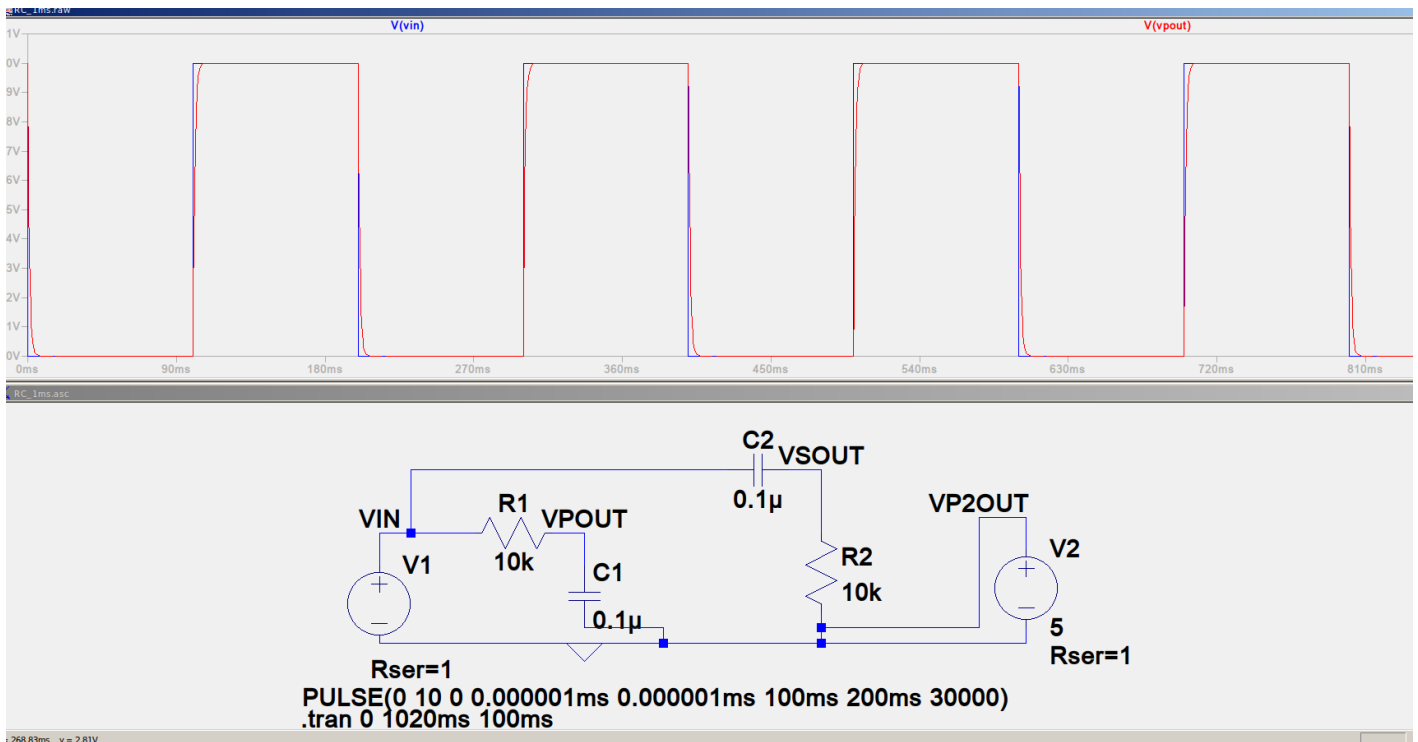 RC_1ms.raw
V(vin) V(vpout)
1V
0V
9V
8V
7V
6V
5V
4V
3V
2V
1V
0V
0ms 90ms 180ms 270ms 360ms 450ms 540ms 630ms 720ms 810ms
RC_1ms.asc
C2 VSOUT
0.1µ
VIN R1 VPOUT VP2OUT
10k
V1 C1 R2 V2
0.1µ 10k
5
Rser=1 Rser=1
PULSE(0 10 0 0.000001ms 0.000001ms 100ms 200ms 30000)
.tran 0 1020ms 100ms
268.83ms v = 2.81V